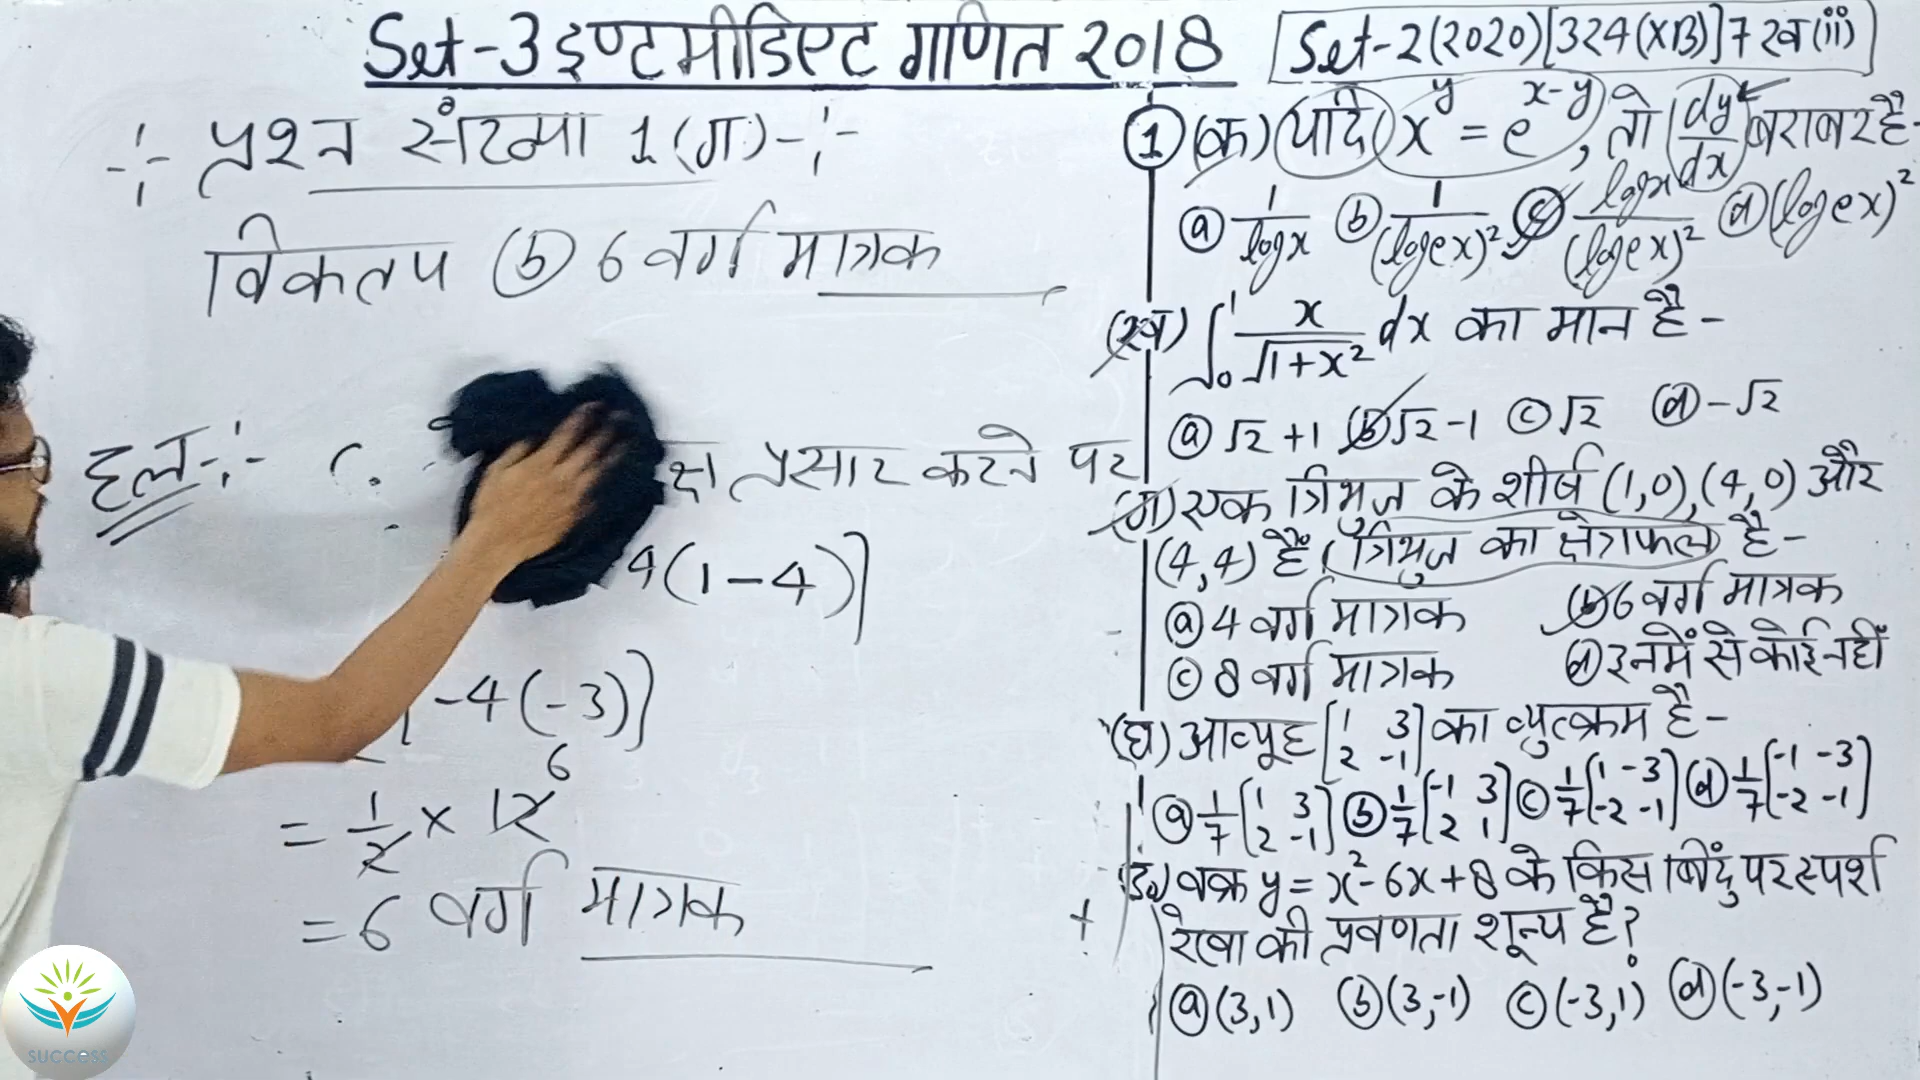 Set-3 इण्टरमीडिएट गणित 2018
Set-2(2020)[324(XB)]7 ख(ii)
-:- प्रश्न संख्या 1(ग) -:-
विकल्प (b) 6 वर्ग मात्रक
हल -:-
क्ष प्रसार करने पर
4(1-4)]
-4(-3)]
6
= 1/2 × 12
= 6 वर्ग मात्रक
(1) (क) यदि x^y = e^(x-y), तो dy/dx बराबर है-
(a) 1/logx (b) 1/(log ex)² (c) logx/(log ex)² (d) (log ex)²
(ख) ∫₀¹ x/√(1+x²) dx का मान है-
(a) √2 +1 (b) √2 -1 (c) √2 (d) -√2
(ग) एक त्रिभुज के शीर्ष (1,0), (4,0) और
(4,4) हैं। त्रिभुज का क्षेत्रफल है-
(a) 4 वर्ग मात्रक (b) 6 वर्ग मात्रक
(c) 8 वर्ग मात्रक (d) इनमें से कोई नहीं
(घ) आव्यूह [1 3 2 -1] का व्युत्क्रम है-
(a) 1/7 [1 3 2 -1] (b) 1/7 [-1 3 2 1] (c) 1/7 [1 -3 -2 -1] (d) 1/7 [-1 -3 -2 -1]
(ङ) वक्र y = x²-6x+8 के किस बिंदु पर स्पर्श
रेखा की प्रवणता शून्य है?
(a) (3,1) (b) (3,-1) (c) (-3,1) (d) (-3,-1)
success